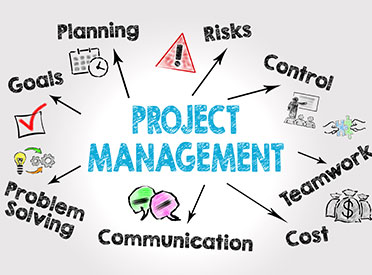 Planning
Risks
Goals
Control
PROJECT
MANAGEMENT
Problem
Solving
Teamwork
Communication
Cost